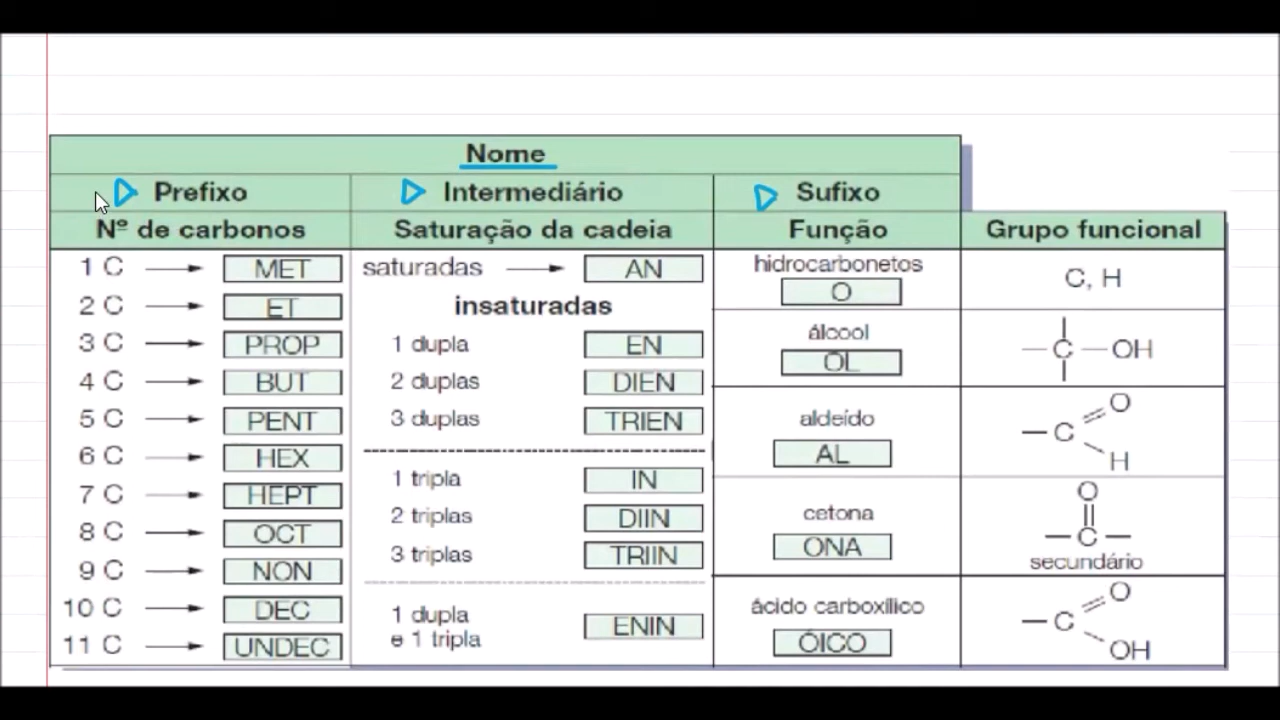 Nome
Prefixo Intermediário Sufixo
Nº de carbonos Saturação da cadeia Função Grupo funcional
1 C MET saturadas AN hidrocarbonetos O C, H
2 C ET insaturadas
3 C PROP 1 dupla EN álcool OL C OH
4 C BUT 2 duplas DIEN
5 C PENT 3 duplas TRIEN aldeído AL C O H
6 C HEX
7 C HEPT 1 tripla IN cetona ONA O C secundário
8 C OCT 2 triplas DIIN
9 C NON 3 triplas TRIIN
10 C DEC 1 dupla e 1 tripla ENIN ácido carboxílico ÓICO C O OH
11 C UNDEC